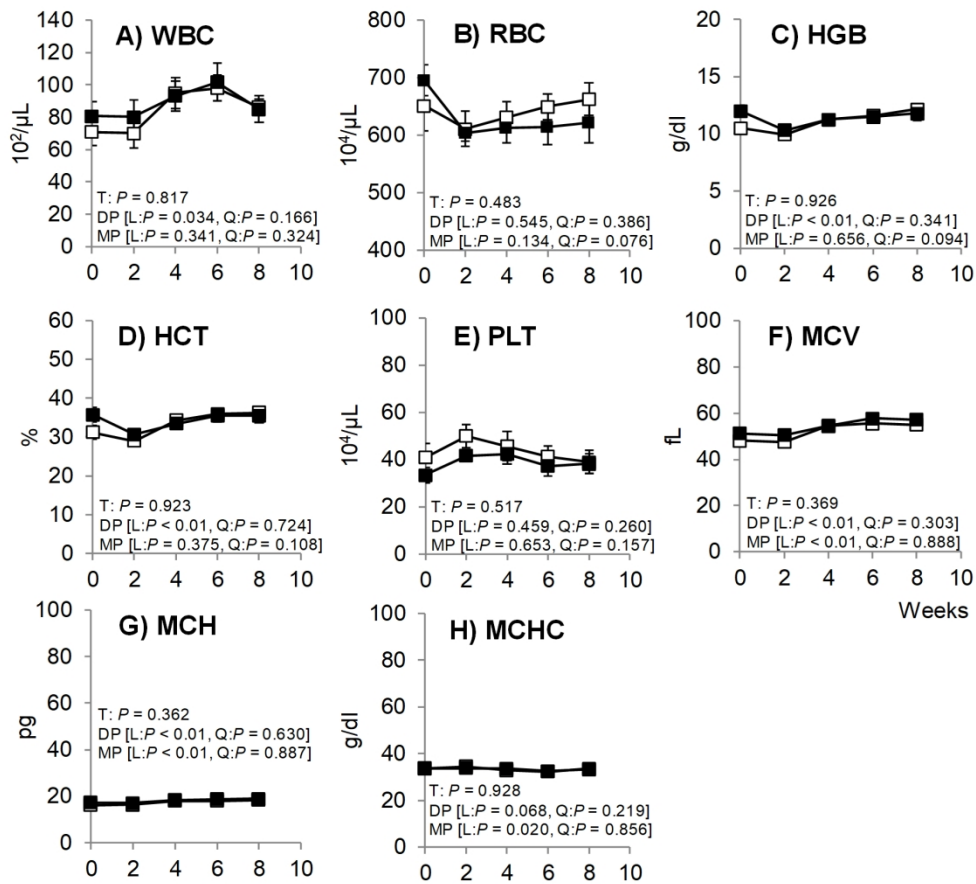 A) WBC
140
120
100
80
60
40
20
0
10²/µL
T: P = 0.817
DP [L:P = 0.034, Q:P = 0.166]
MP [L:P = 0.341, Q:P = 0.324]
0 2 4 6 8 10
B) RBC
800
700
600
500
400
10⁴/µL
T: P = 0.483
DP [L:P = 0.545, Q:P = 0.386]
MP [L:P = 0.134, Q:P = 0.076]
0 2 4 6 8 10
C) HGB
20
15
10
5
0
g/dl
T: P = 0.926
DP [L:P < 0.01, Q:P = 0.341]
MP [L:P = 0.656, Q:P = 0.094]
0 2 4 6 8 10
D) HCT
60
50
40
30
20
10
0
%
T: P = 0.923
DP [L:P < 0.01, Q:P = 0.724]
MP [L:P = 0.375, Q:P = 0.108]
0 2 4 6 8 10
E) PLT
100
80
60
40
20
0
10⁴/µL
T: P = 0.517
DP [L:P = 0.459, Q:P = 0.260]
MP [L:P = 0.653, Q:P = 0.157]
0 2 4 6 8 10
F) MCV
100
80
60
40
20
0
fL
T: P = 0.369
DP [L:P < 0.01, Q:P = 0.303]
MP [L:P < 0.01, Q:P = 0.888]
0 2 4 6 8 10
Weeks
G) MCH
100
80
60
40
20
0
pg
T: P = 0.362
DP [L:P < 0.01, Q:P = 0.630]
MP [L:P < 0.01, Q:P = 0.887]
0 2 4 6 8 10
H) MCHC
100
80
60
40
20
0
g/dl
T: P = 0.928
DP [L:P = 0.068, Q:P = 0.219]
MP [L:P = 0.020, Q:P = 0.856]
0 2 4 6 8 10